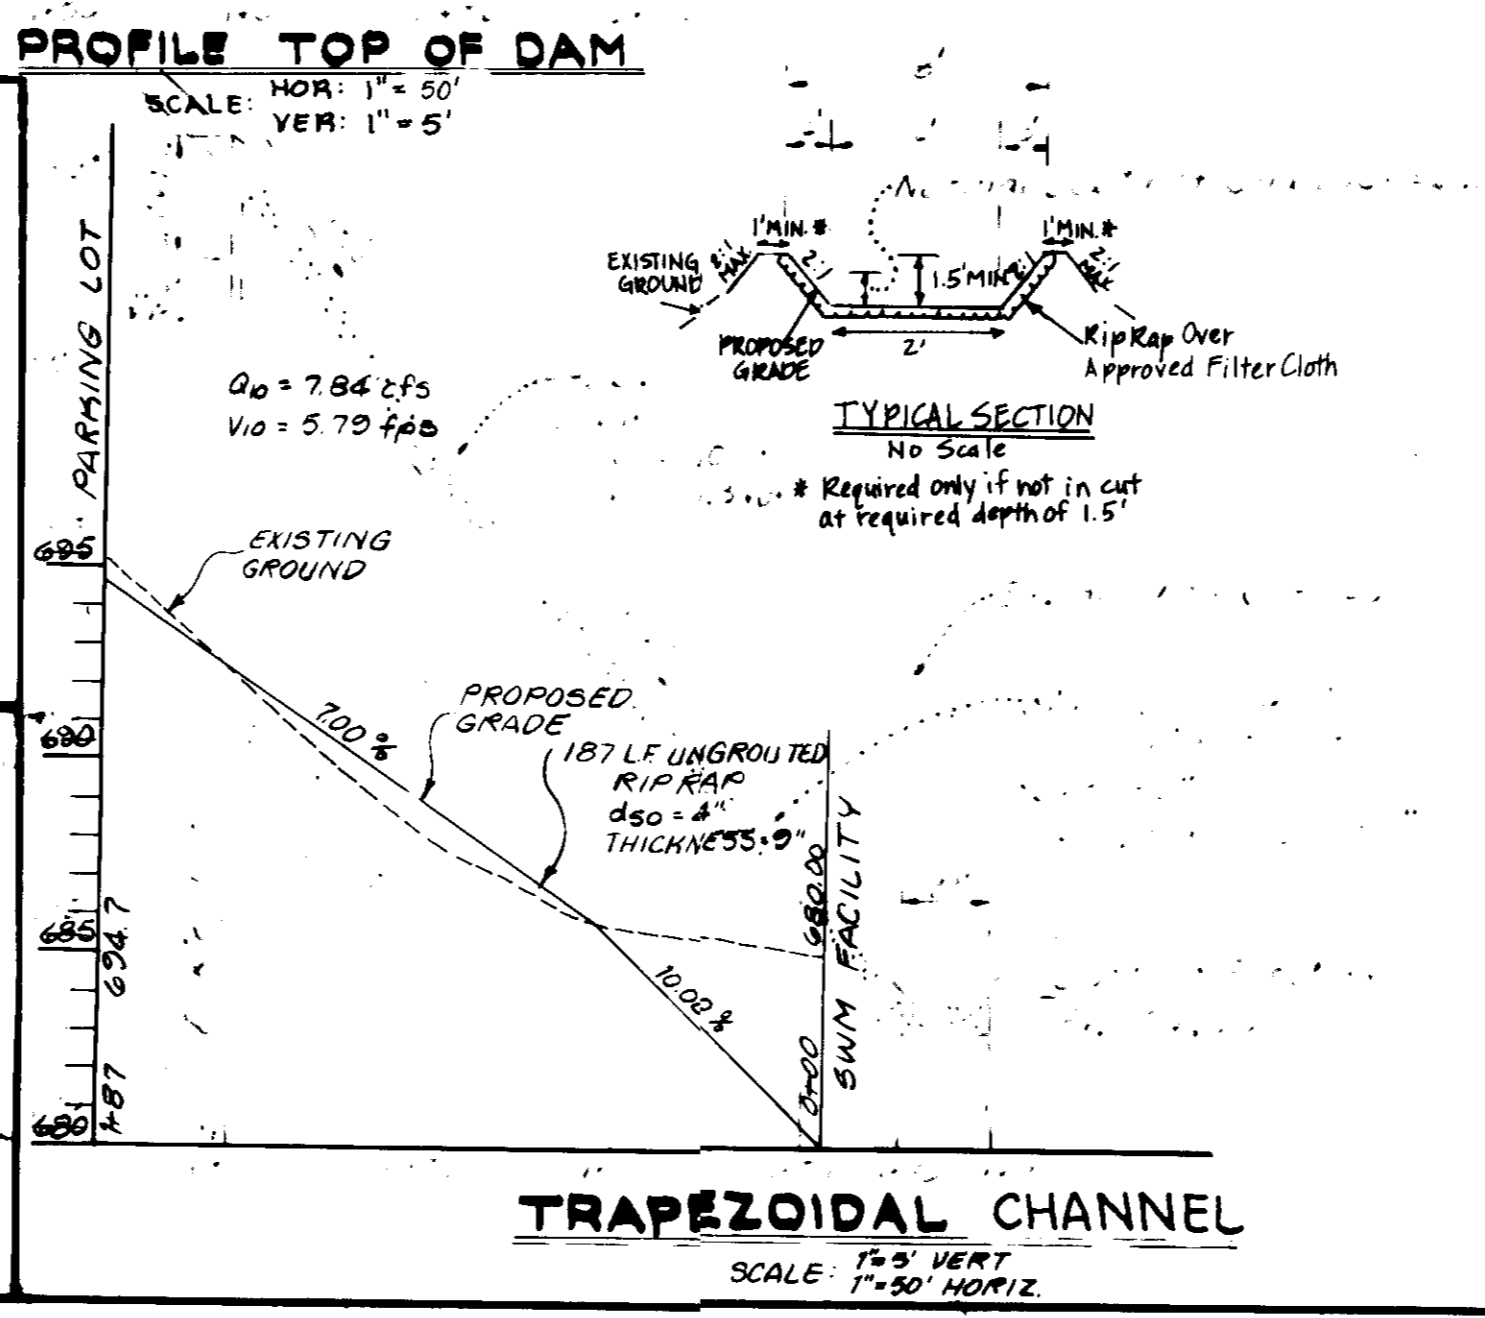 PROFILE TOP OF DAM
SCALE: HOR: 1" = 50'
VER: 1" = 5'
PARKING LOT
1' MIN. *
1' MIN. *
EXISTING
GROUND
2:1
MAX
2:1
1.5' MIN
2:1
2:1
MAX
PROPOSED
GRADE
2'
Rip Rap Over
Approved Filter Cloth
TYPICAL SECTION
No Scale
* Required only if not in cut
at required depth of 1.5'
Q10 = 7.84 cfs
V10 = 5.79 fps
695
EXISTING
GROUND
690
7.00 %
PROPOSED
GRADE
187 L.F. UNGROUTED
RIP RAP
d50 = 4"
THICKNESS = 9"
685
694.7
680.00
SWM FACILITY
10.02 %
0+00
680
TRAPEZOIDAL CHANNEL
SCALE: 1"=5' VERT
1"=50' HORIZ.